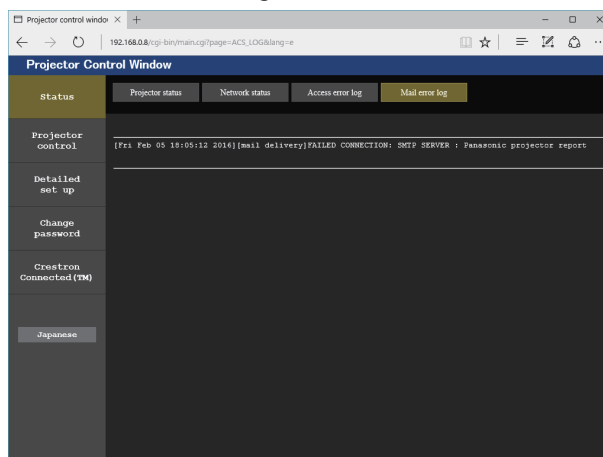 Projector control windov
192.168.0.8/cgi-bin/main.cgi?page=ACS_LOG&lang=e
Projector Control Window
Status
Projector status
Network status
Access error log
Mail error log
Projector
control
[Fri Feb 05 18:05:12 2016][mail delivery]FAILED CONNECTION: SMTP SERVER : Panasonic projector report
Detailed
set up
Change
password
Crestron
Connected(TM)
Japanese